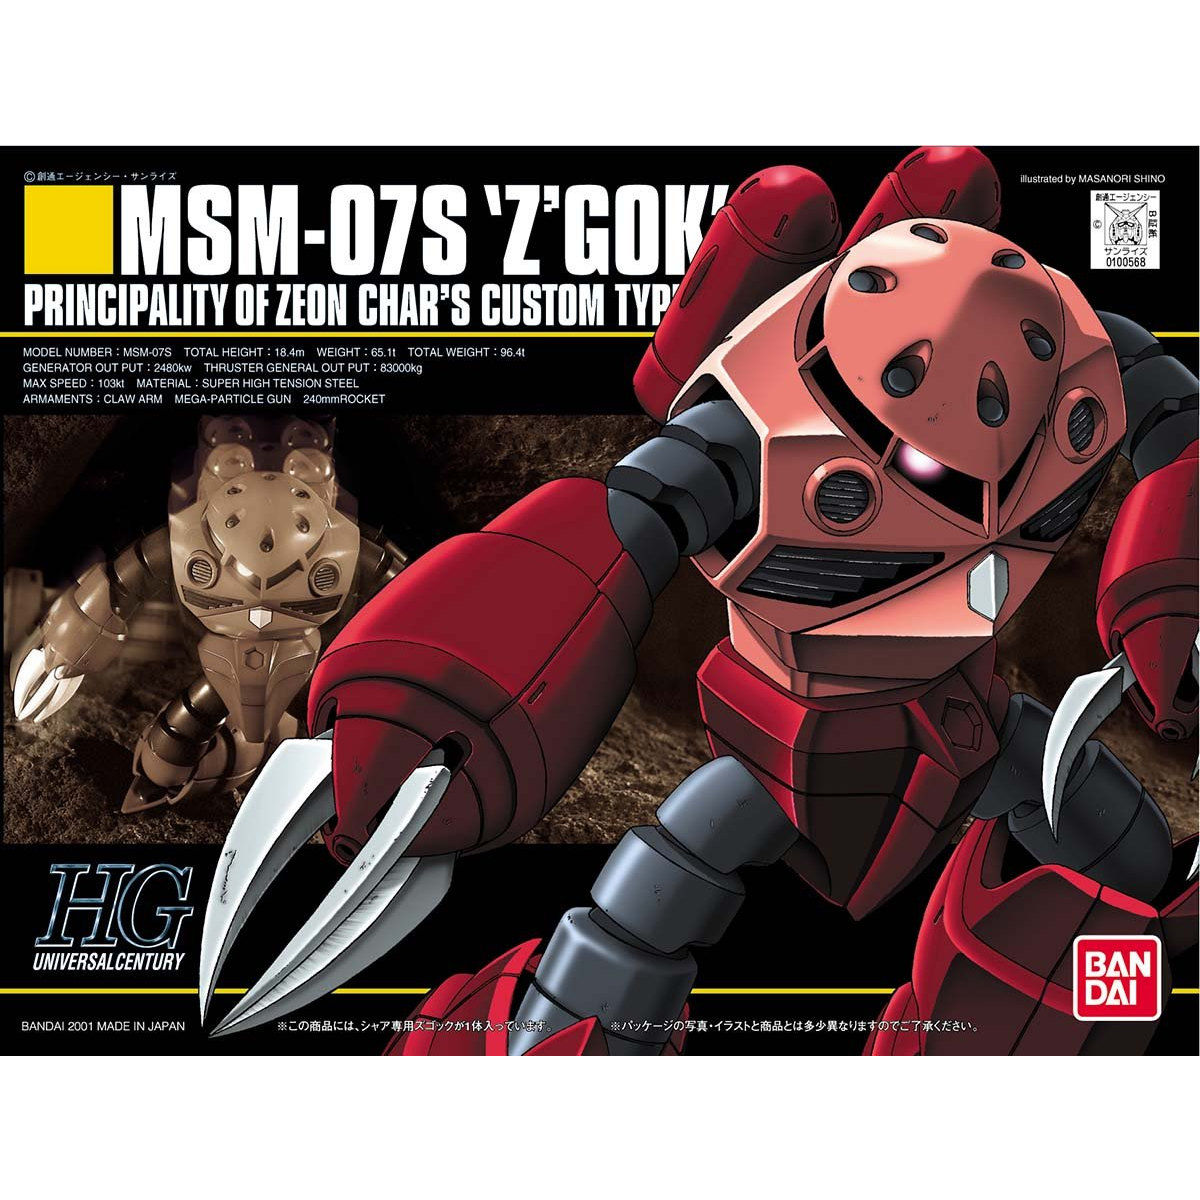 ©創通エージェンシー・サンライズ
MSM-07S 'Z'GOK'
PRINCIPALITY OF ZEON CHAR'S CUSTOM TYP
MODEL NUMBER：MSM-07S TOTAL HEIGHT：18.4m WEIGHT：65.1t TOTAL WEIGHT：96.4t
GENERATOR OUT PUT：2480kw THRUSTER GENERAL OUT PUT：83000kg
MAX SPEED：103kt MATERIAL：SUPER HIGH TENSION STEEL
ARMAMENTS：CLAW ARM MEGA-PARTICLE GUN 240mmROCKET
illustrated by MASANORI SHINO
創通エージェンシー
©
B証紙
サンライズ
0100568
HG
UNIVERSALCENTURY
BAN
DAI
BANDAI 2001 MADE IN JAPAN
※この商品には、シャア専用ズゴックが1体入っています。
※パッケージの写真・イラストと商品とは多少異なりますのでご了承ください。